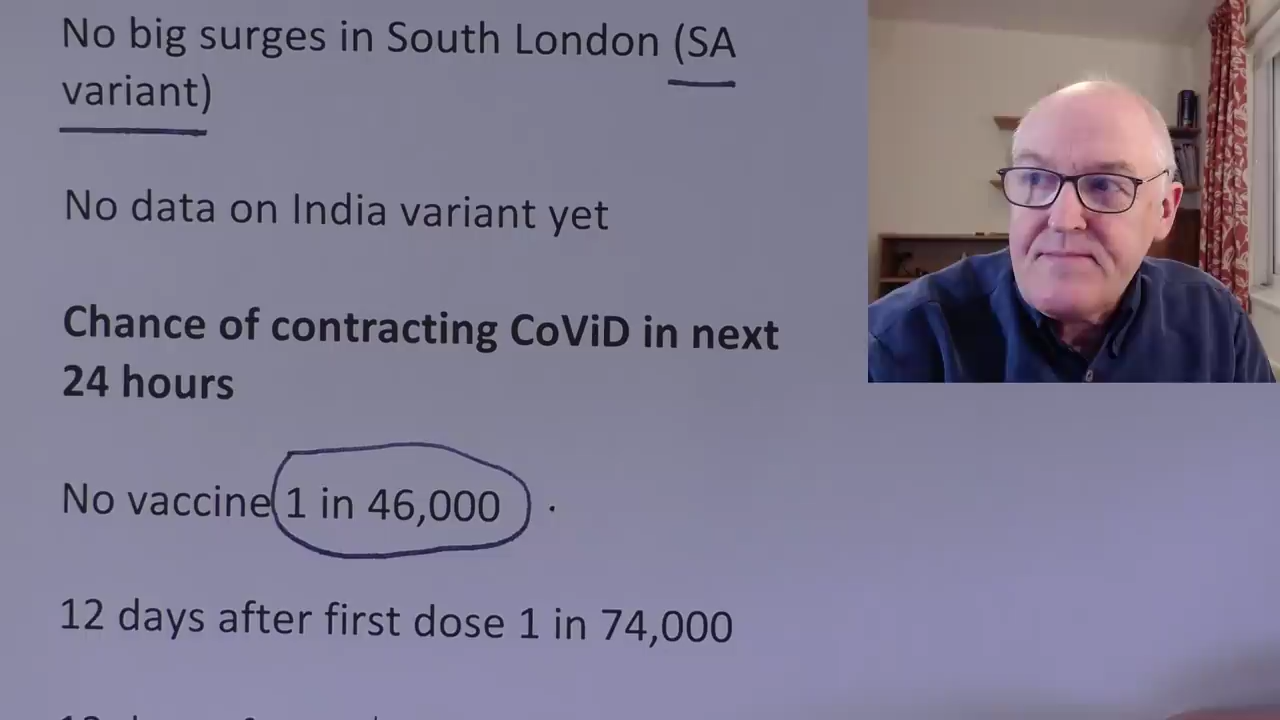 No big surges in South London (SA
variant)
No data on India variant yet
Chance of contracting CoViD in next
24 hours
No vaccine 1 in 46,000
12 days after first dose 1 in 74,000